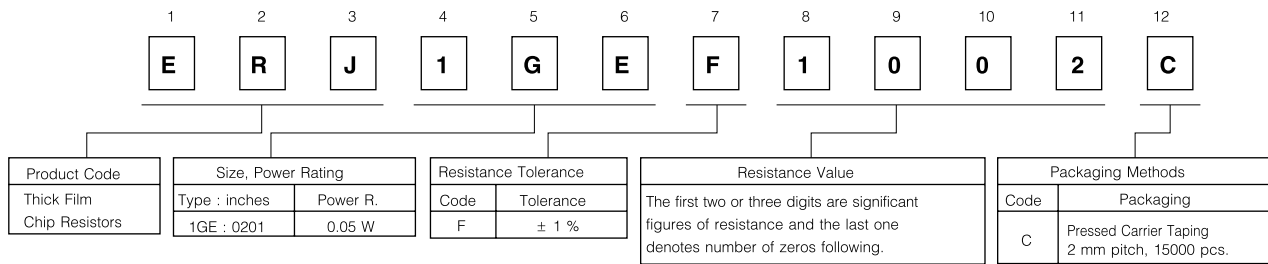 1 2 3 4 5 6 7 8 9 10 11 12
E R J 1 G E F 1 0 0 2 C
Product Code
Thick Film
Chip Resistors
Size, Power Rating
Type : inches Power R.
1GE : 0201 0.05 W
Resistance Tolerance
Code Tolerance
F ± 1 %
Resistance Value
The first two or three digits are significant
figures of resistance and the last one
denotes number of zeros following.
Packaging Methods
Code Packaging
C Pressed Carrier Taping
2 mm pitch, 15000 pcs.